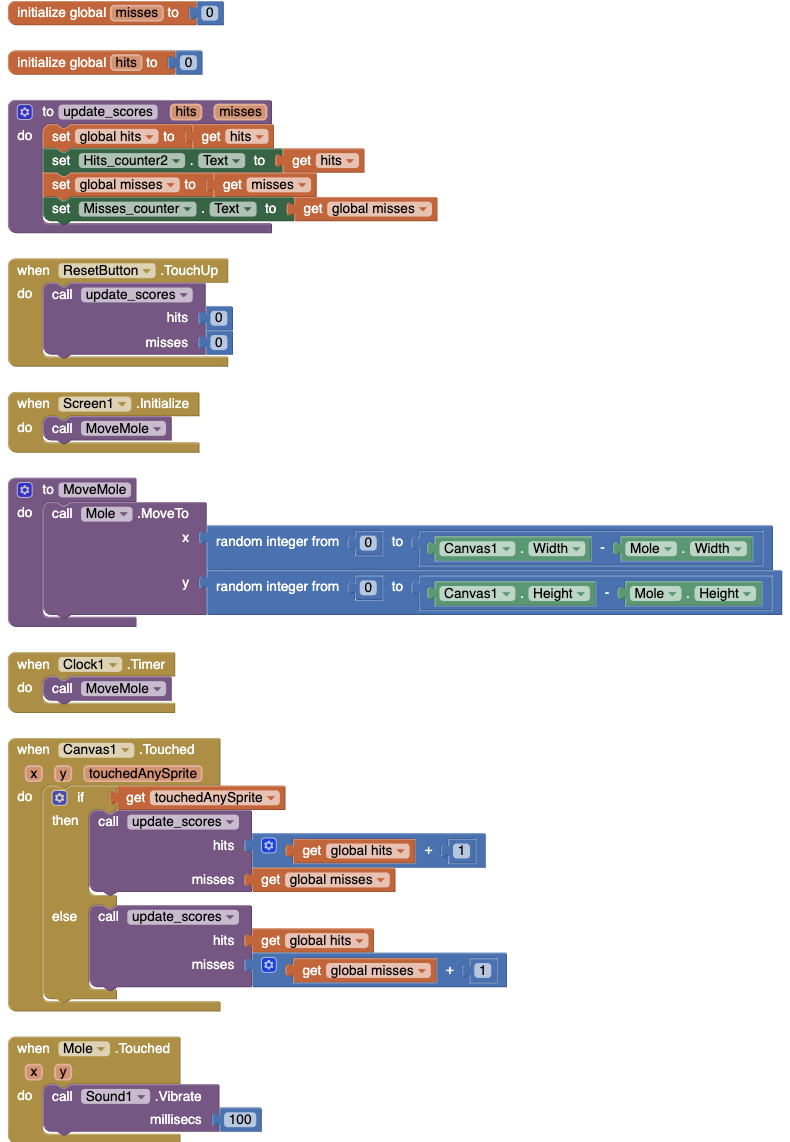 initialize global misses to 0
initialize global hits to 0
to update_scores hits misses
do set global hits to get hits
set Hits_counter2 . Text to get hits
set global misses to get misses
set Misses_counter . Text to get global misses
when ResetButton .TouchUp
do call update_scores
hits 0
misses 0
when Screen1 .Initialize
do call MoveMole
to MoveMole
do call Mole .MoveTo
x random integer from 0 to Canvas1 . Width - Mole . Width
y random integer from 0 to Canvas1 . Height - Mole . Height
when Clock1 .Timer
do call MoveMole
when Canvas1 .Touched
x y touchedAnySprite
do if get touchedAnySprite
then call update_scores
hits get global hits + 1
misses get global misses
else call update_scores
hits get global hits
misses get global misses + 1
when Mole .Touched
x y
do call Sound1 .Vibrate
millisecs 100